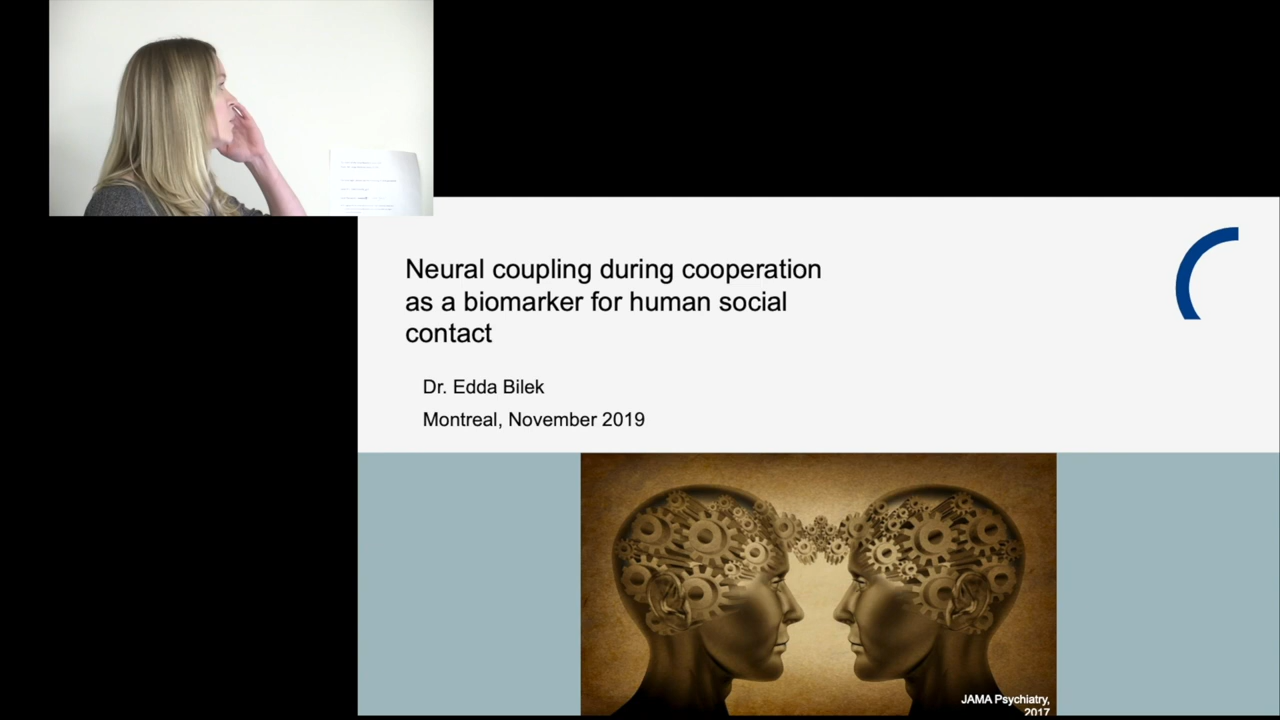 Neural coupling during cooperation
as a biomarker for human social
contact
Dr. Edda Bilek
Montreal, November 2019
JAMA Psychiatry,
2017